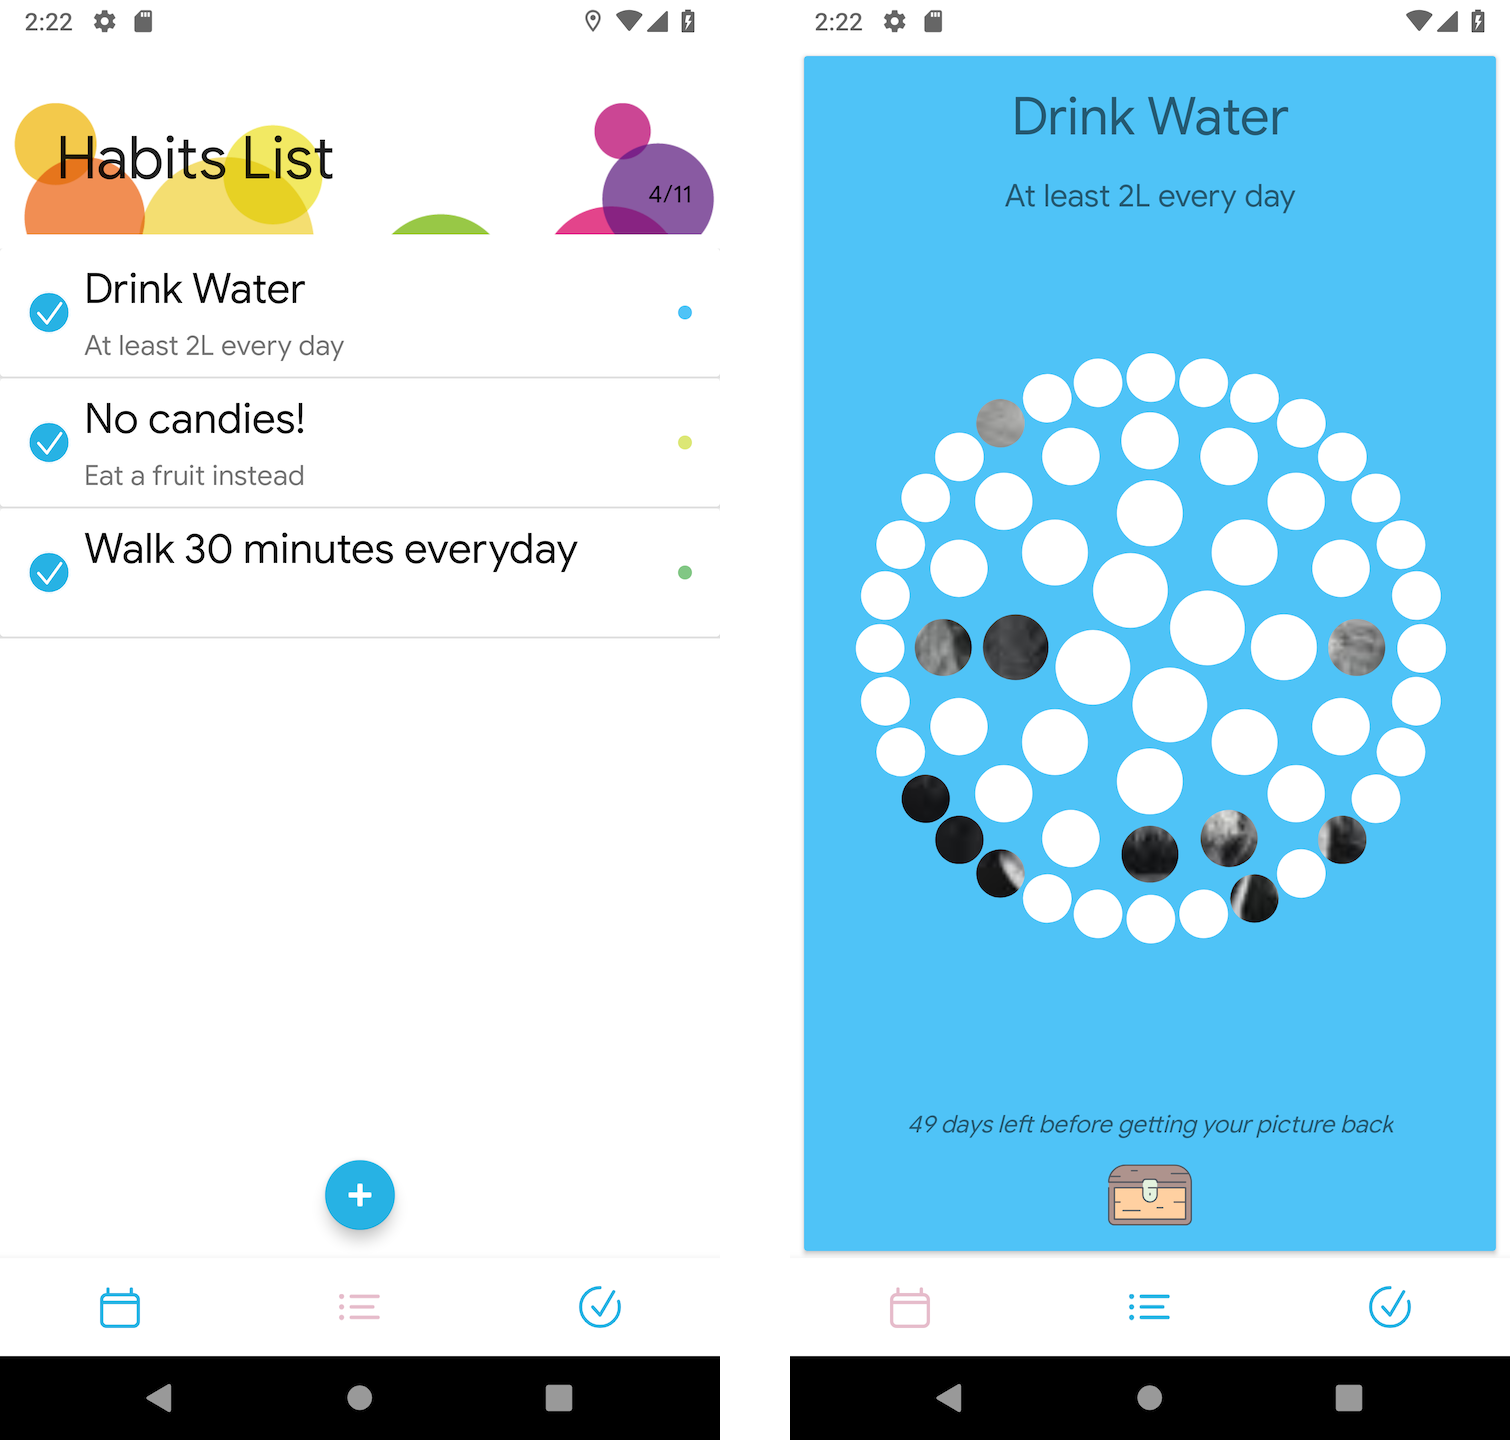 2:22
Habits List
4/11
Drink Water
At least 2L every day
No candies!
Eat a fruit instead
Walk 30 minutes everyday
2:22
Drink Water
At least 2L every day
49 days left before getting your picture back